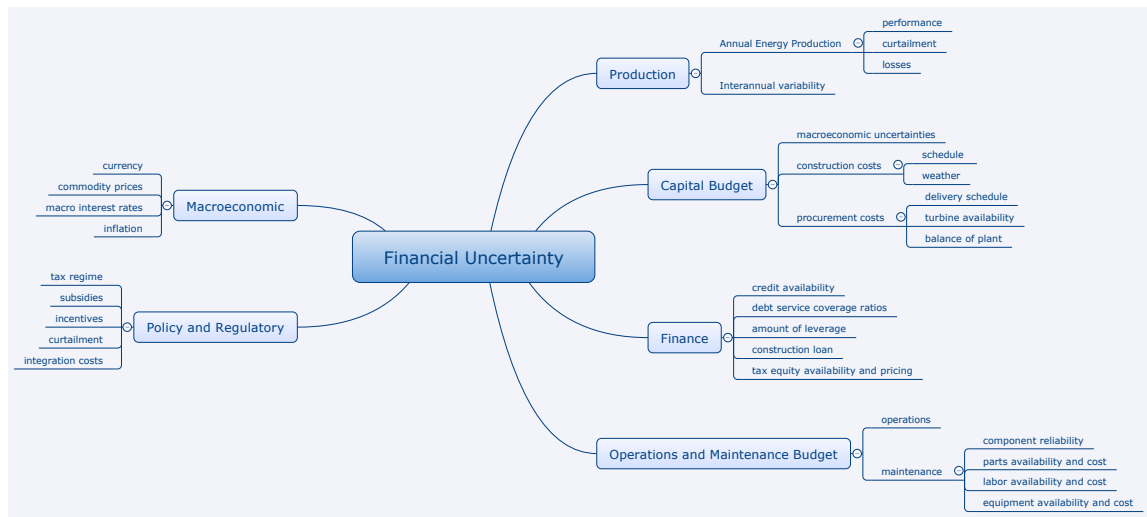 Financial Uncertainty
Production
Annual Energy Production
performance
curtailment
losses
Interannual variability
Capital Budget
macroeconomic uncertainties
construction costs
schedule
weather
procurement costs
delivery schedule
turbine availability
balance of plant
Finance
credit availability
debt service coverage ratios
amount of leverage
construction loan
tax equity availability and pricing
Operations and Maintenance Budget
operations
maintenance
component reliability
parts availability and cost
labor availability and cost
equipment availability and cost
Macroeconomic
currency
commodity prices
macro interest rates
inflation
Policy and Regulatory
tax regime
subsidies
incentives
curtailment
integration costs